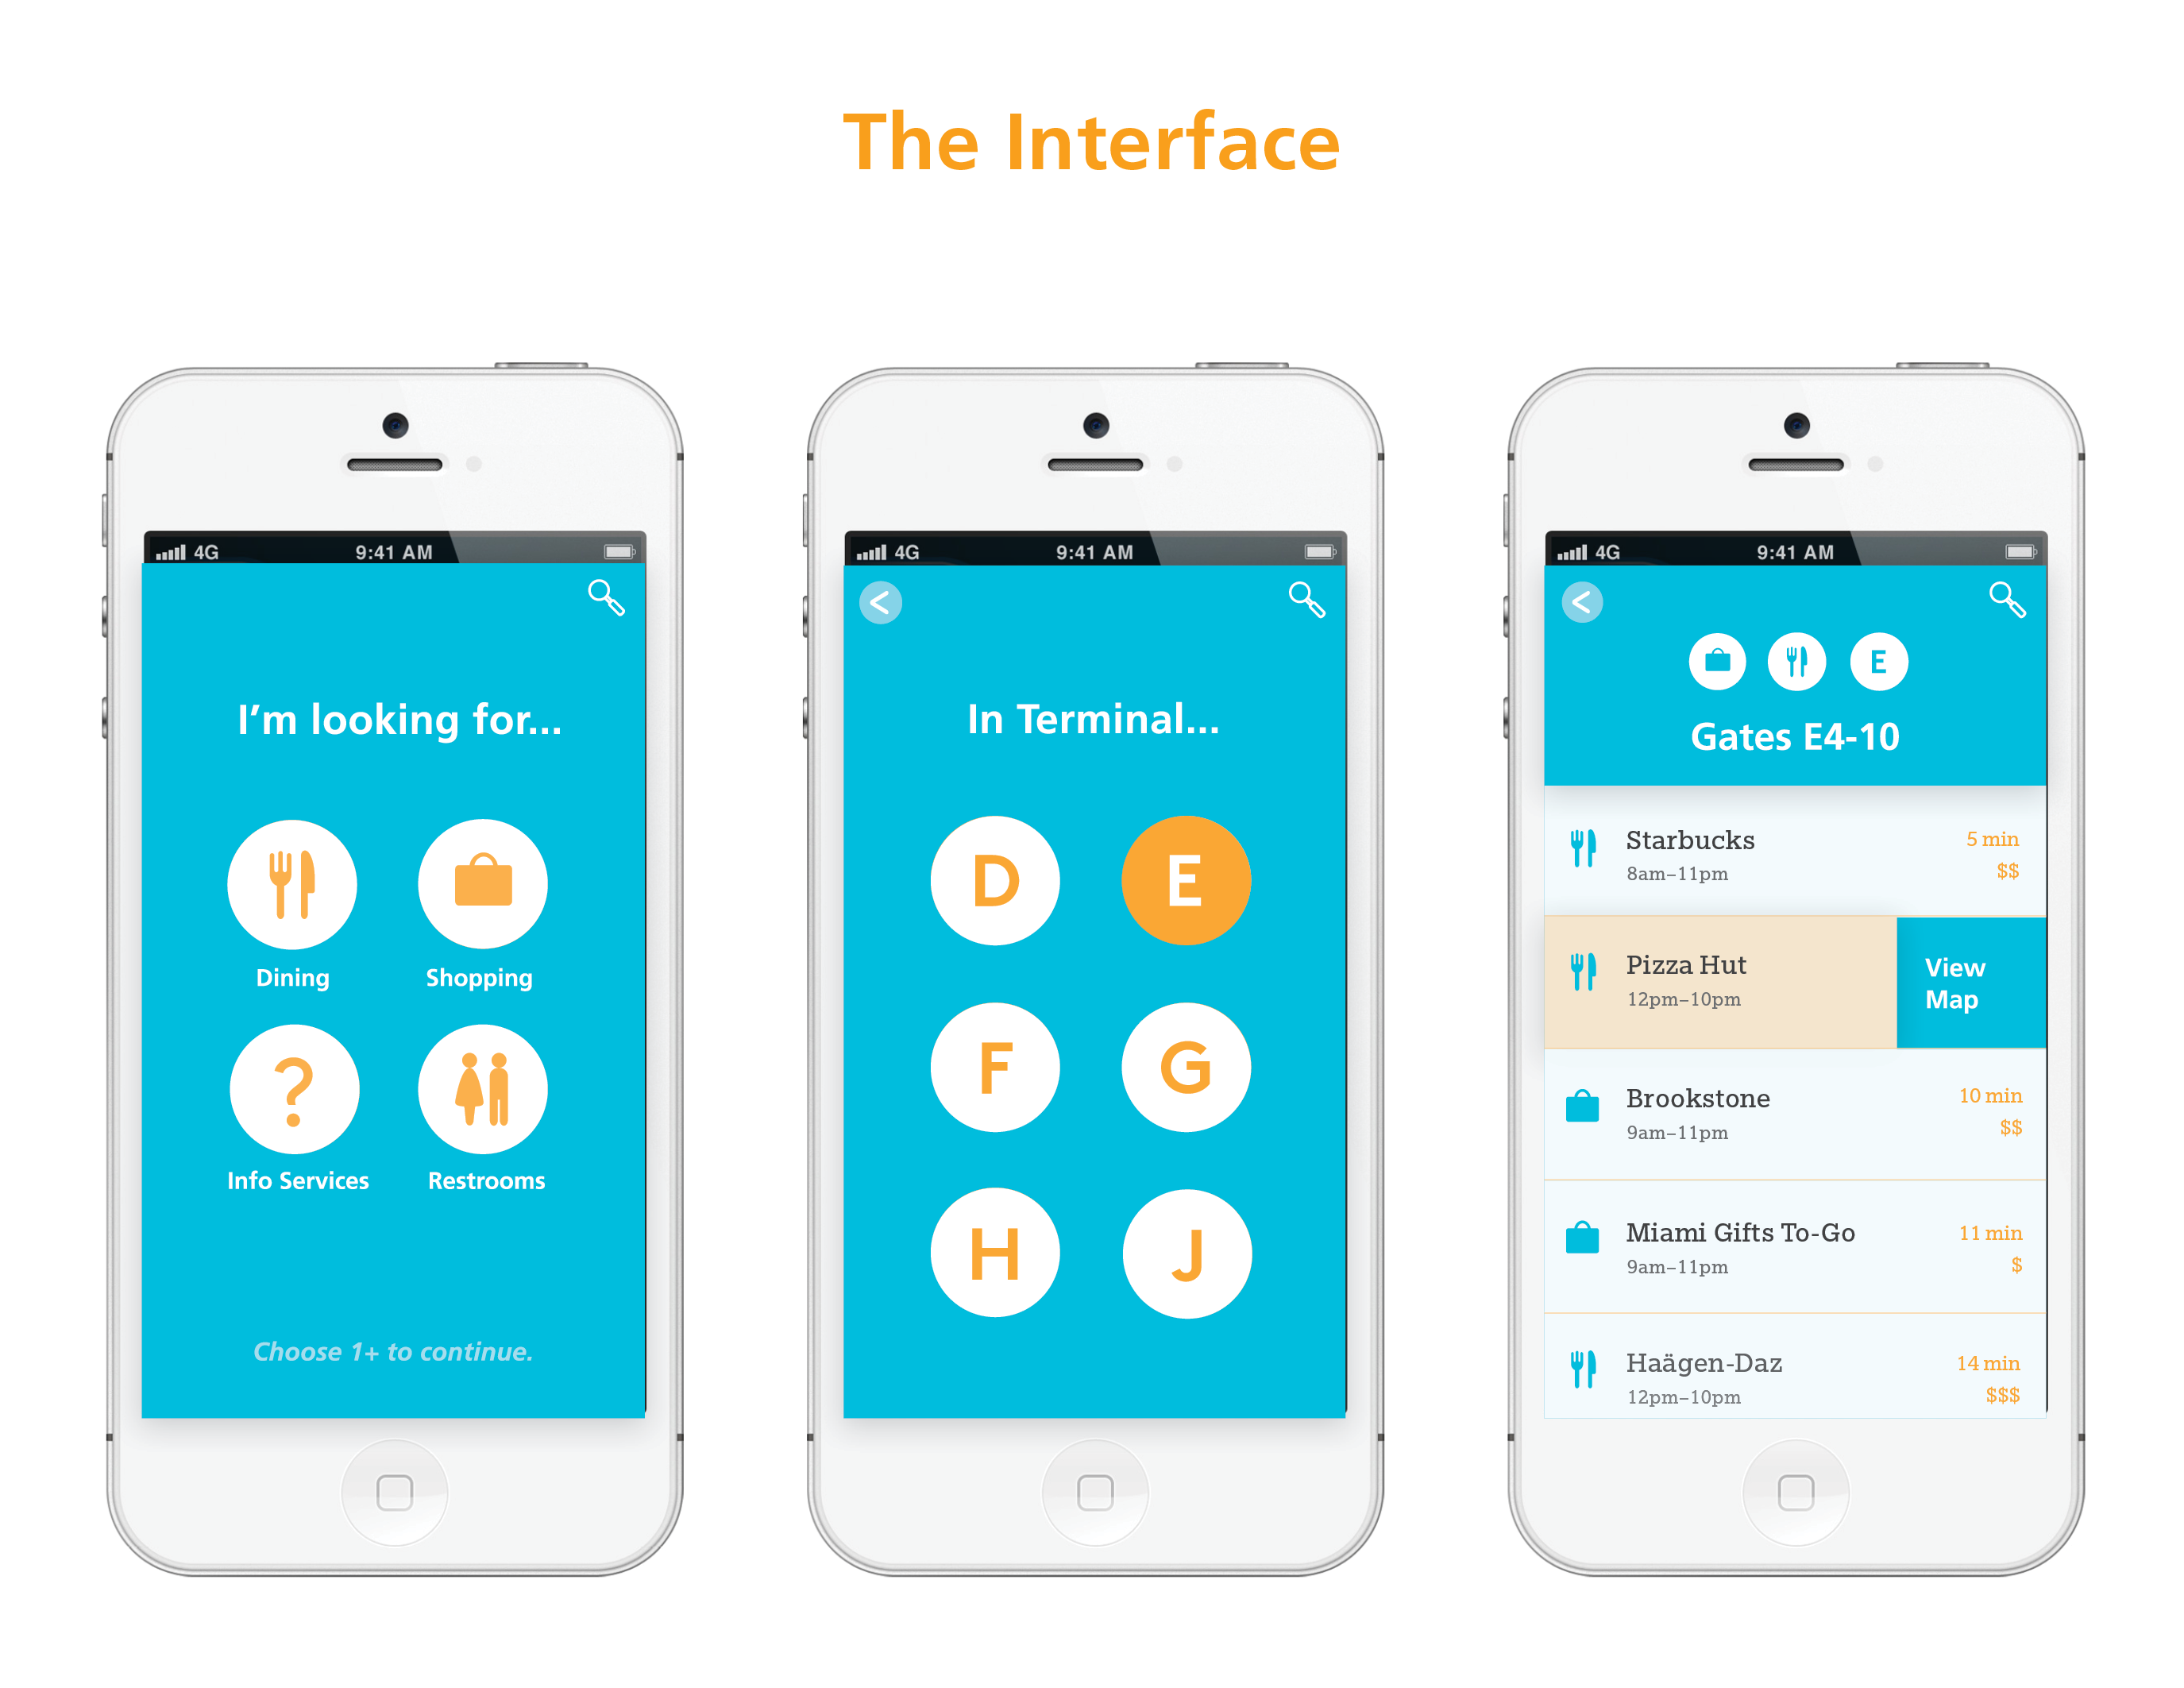 The Interface
4G 9:41 AM
I'm looking for...
Dining
Shopping
?
Info Services
Restrooms
Choose 1+ to continue.
4G 9:41 AM
<
In Terminal...
D E
F G
H J
4G 9:41 AM
<
E
Gates E4-10
Starbucks 5 min
8am–11pm $$
Pizza Hut
12pm–10pm
View
Map
Brookstone 10 min
9am–11pm $$
Miami Gifts To-Go 11 min
9am–11pm $
Haägen-Daz 14 min
12pm–10pm $$$